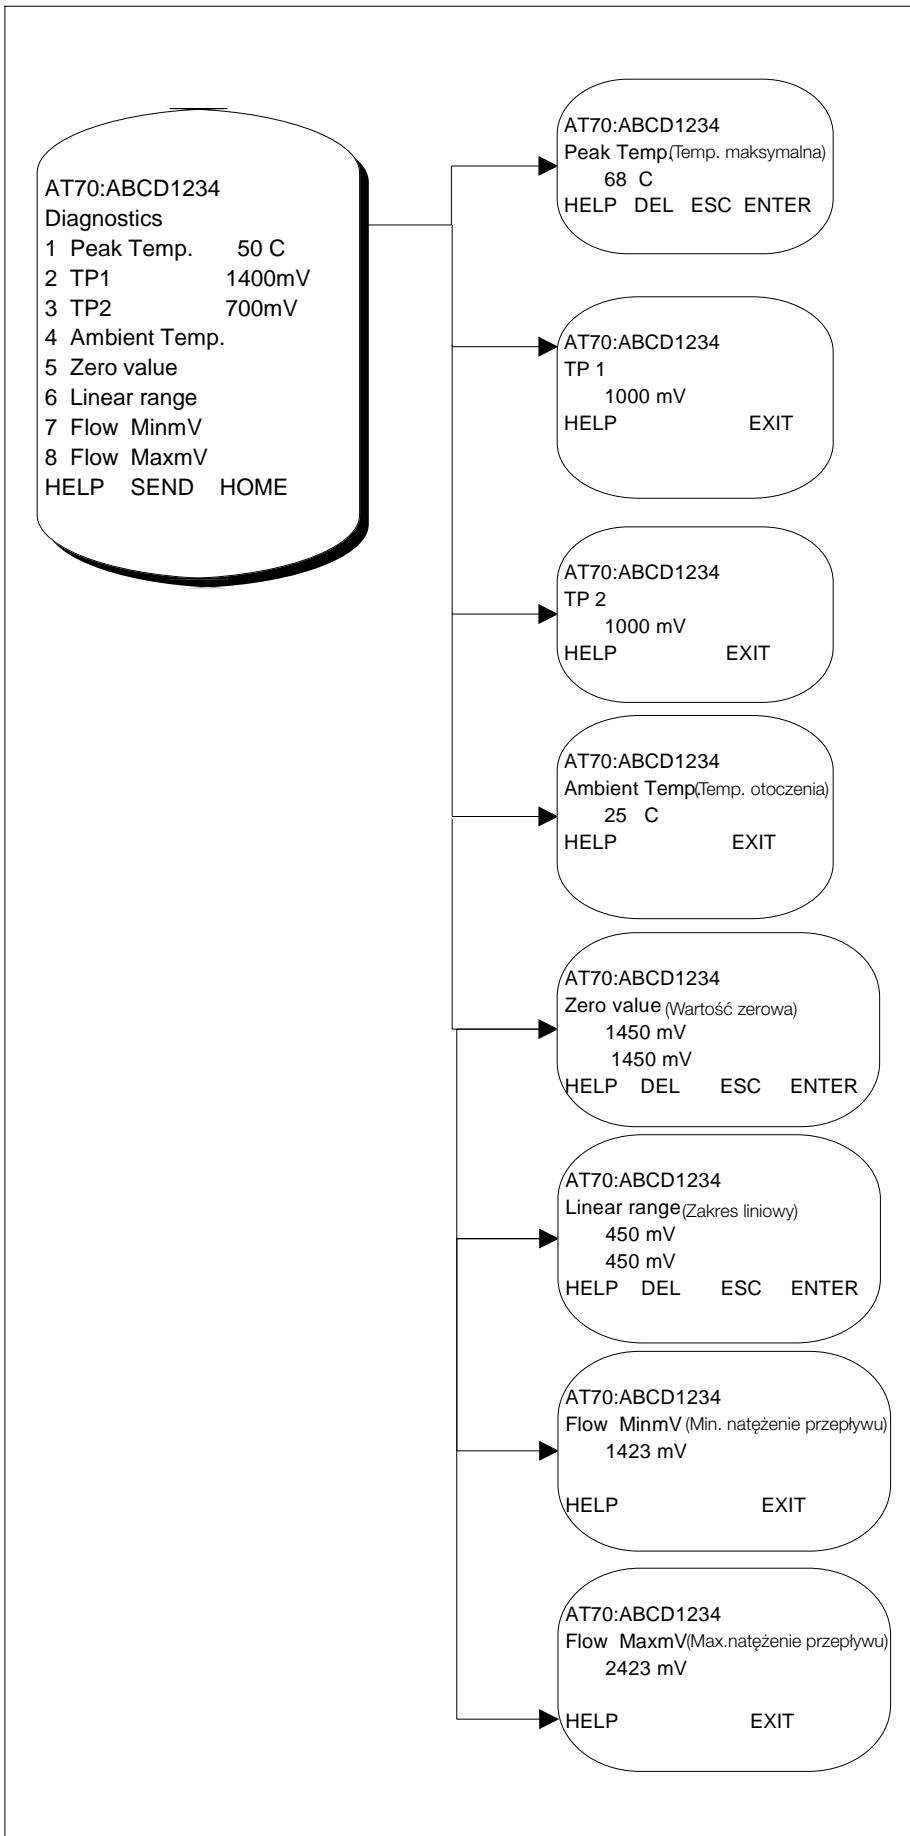 AT70:ABCD1234
Diagnostics
1 Peak Temp. 50 C
2 TP1 1400mV
3 TP2 700mV
4 Ambient Temp.
5 Zero value
6 Linear range
7 Flow MinmV
8 Flow MaxmV
HELP SEND HOME
AT70:ABCD1234
Peak Temp.(Temp. maksymalna)
68 C
HELP DEL ESC ENTER
AT70:ABCD1234
TP 1
1000 mV
HELP EXIT
AT70:ABCD1234
TP 2
1000 mV
HELP EXIT
AT70:ABCD1234
Ambient Temp.(Temp. otoczenia)
25 C
HELP EXIT
AT70:ABCD1234
Zero value (Wartość zerowa)
1450 mV
1450 mV
HELP DEL ESC ENTER
AT70:ABCD1234
Linear range (Zakres liniowy)
450 mV
450 mV
HELP DEL ESC ENTER
AT70:ABCD1234
Flow MinmV (Min. natężenie przepływu)
1423 mV
HELP EXIT
AT70:ABCD1234
Flow MaxmV(Max.natężenie przepływu)
2423 mV
HELP EXIT